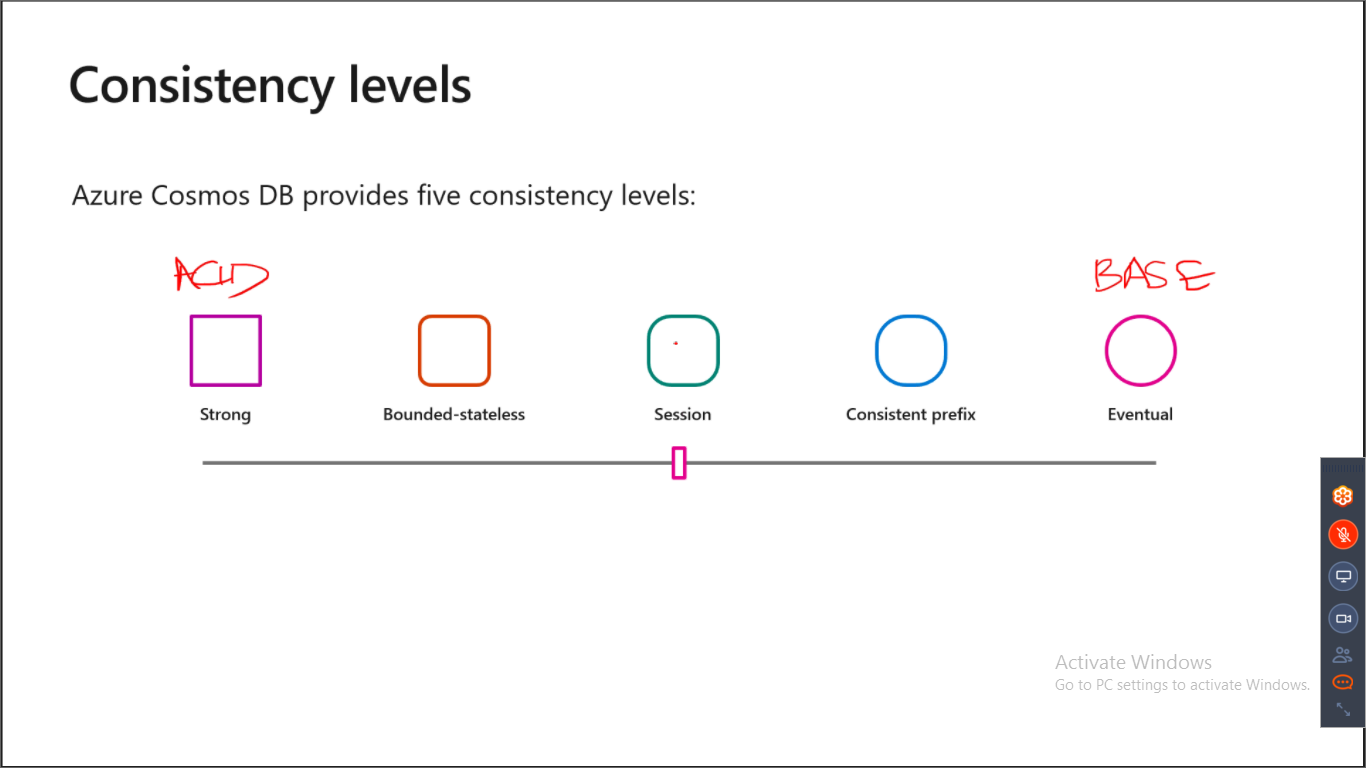 Consistency levels
Azure Cosmos DB provides five consistency levels:
ACID BASE
Strong Bounded-stateless Session Consistent prefix Eventual
Activate Windows
Go to PC settings to activate Windows.